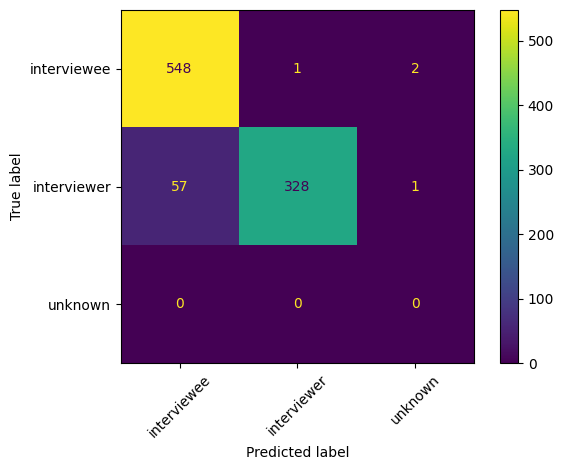 interviewee 548 1 2
interviewer 57 328 1
unknown 0 0 0
True label
interviewee interviewer unknown
Predicted label
500
400
300
200
100
0